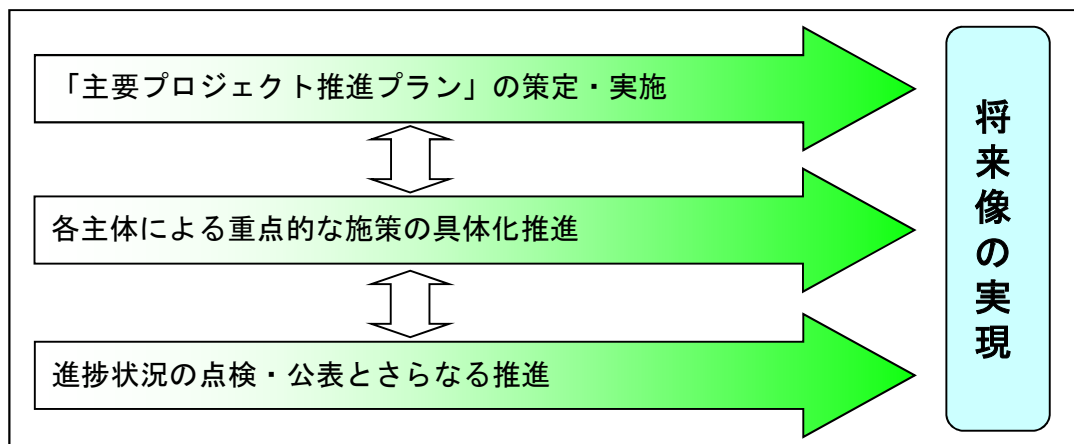 「主要プロジェクト推進プラン」の策定・実施
各主体による重点的な施策の具体化推進
進捗状況の点検・公表とさらなる推進
将来像の実現